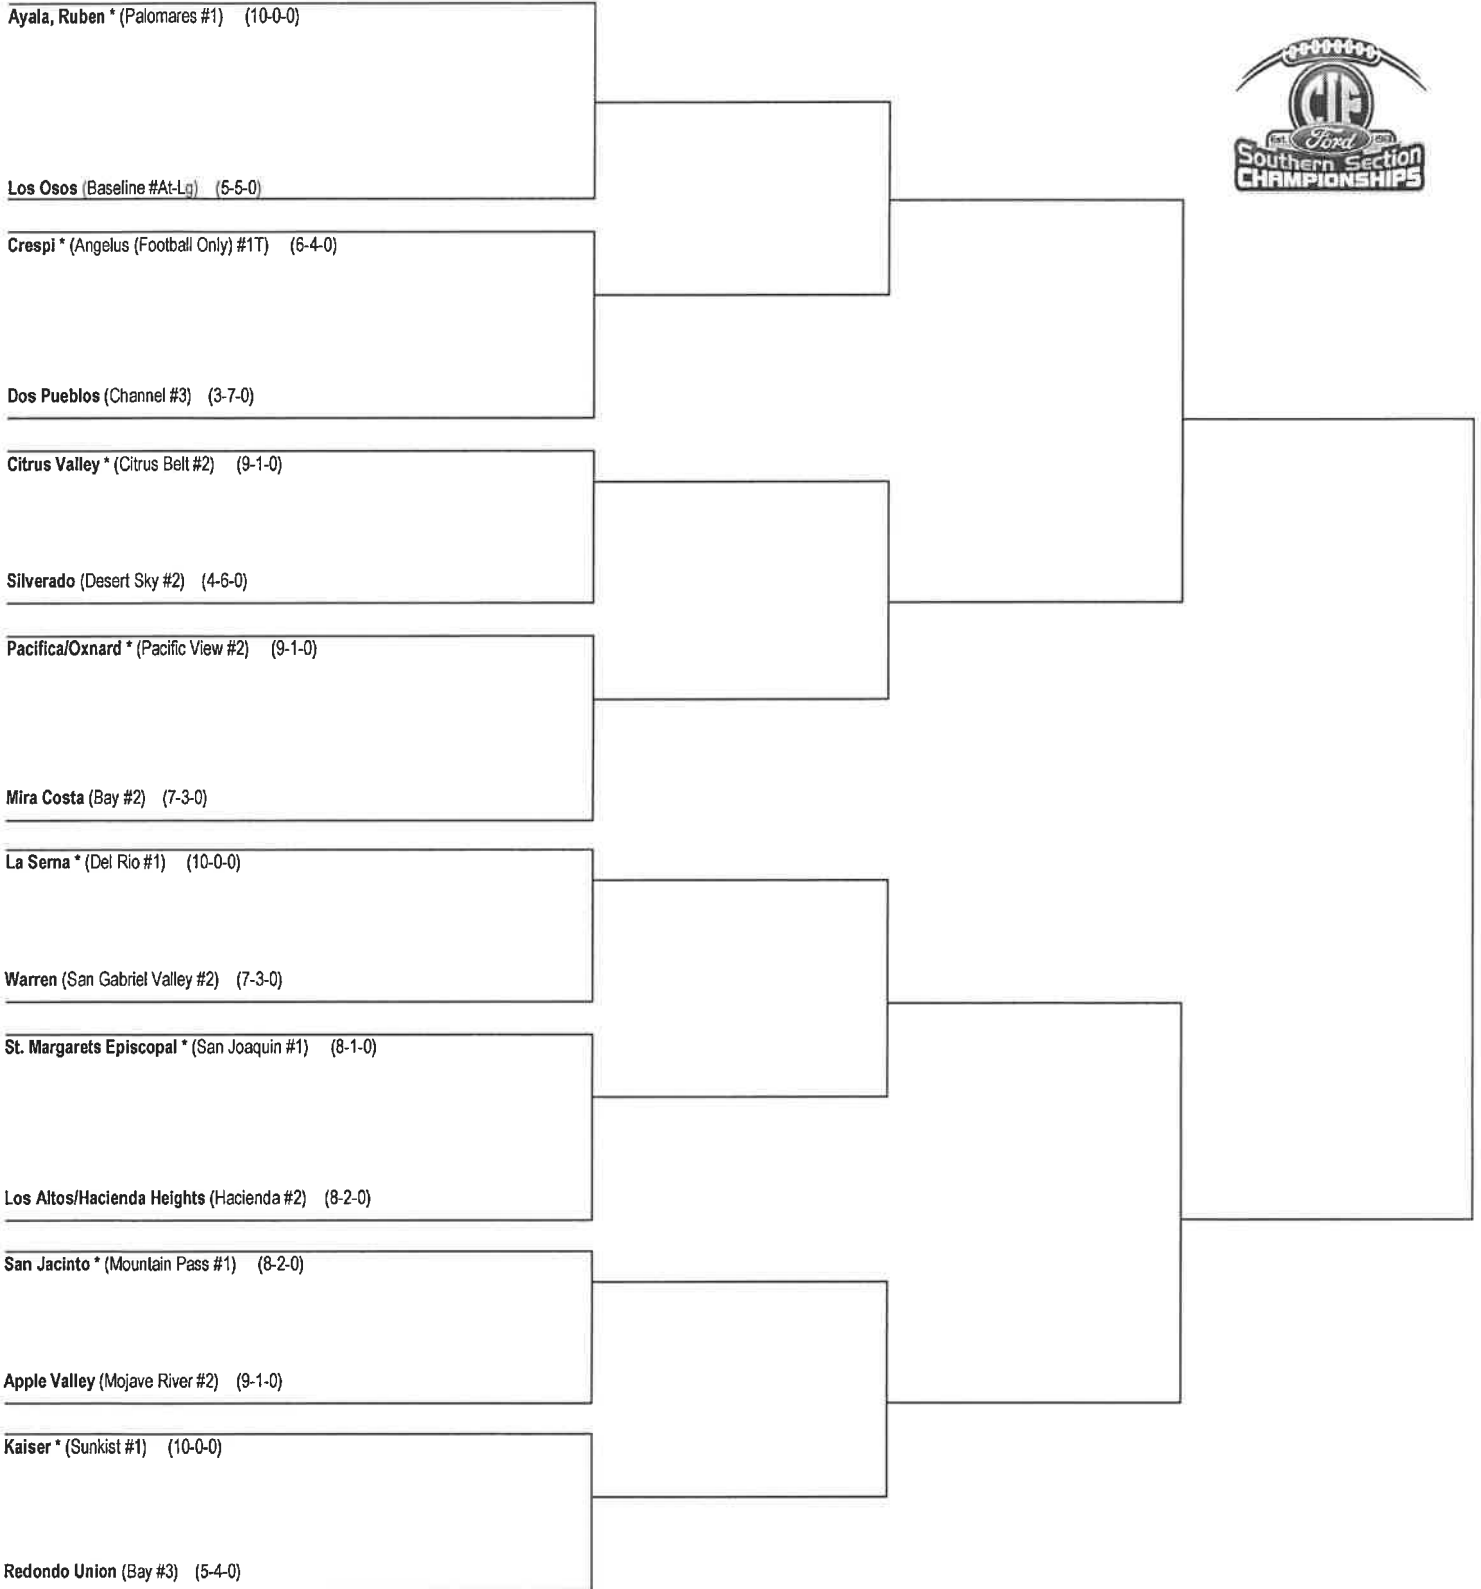 Ayala, Ruben * (Palomares #1) (10-0-0)
CIF
Est. 1913
Ford
Southern Section
CHAMPIONSHIPS
Los Osos (Baseline #At-Lg) (5-5-0)
Crespi * (Angelus (Football Only) #1T) (6-4-0)
Dos Pueblos (Channel #3) (3-7-0)
Citrus Valley * (Citrus Belt #2) (9-1-0)
Silverado (Desert Sky #2) (4-6-0)
Pacifica/Oxnard * (Pacific View #2) (9-1-0)
Mira Costa (Bay #2) (7-3-0)
La Serna * (Del Rio #1) (10-0-0)
Warren (San Gabriel Valley #2) (7-3-0)
St. Margarets Episcopal * (San Joaquin #1) (8-1-0)
Los Altos/Hacienda Heights (Hacienda #2) (8-2-0)
San Jacinto * (Mountain Pass #1) (8-2-0)
Apple Valley (Mojave River #2) (9-1-0)
Kaiser * (Sunkist #1) (10-0-0)
Redondo Union (Bay #3) (5-4-0)